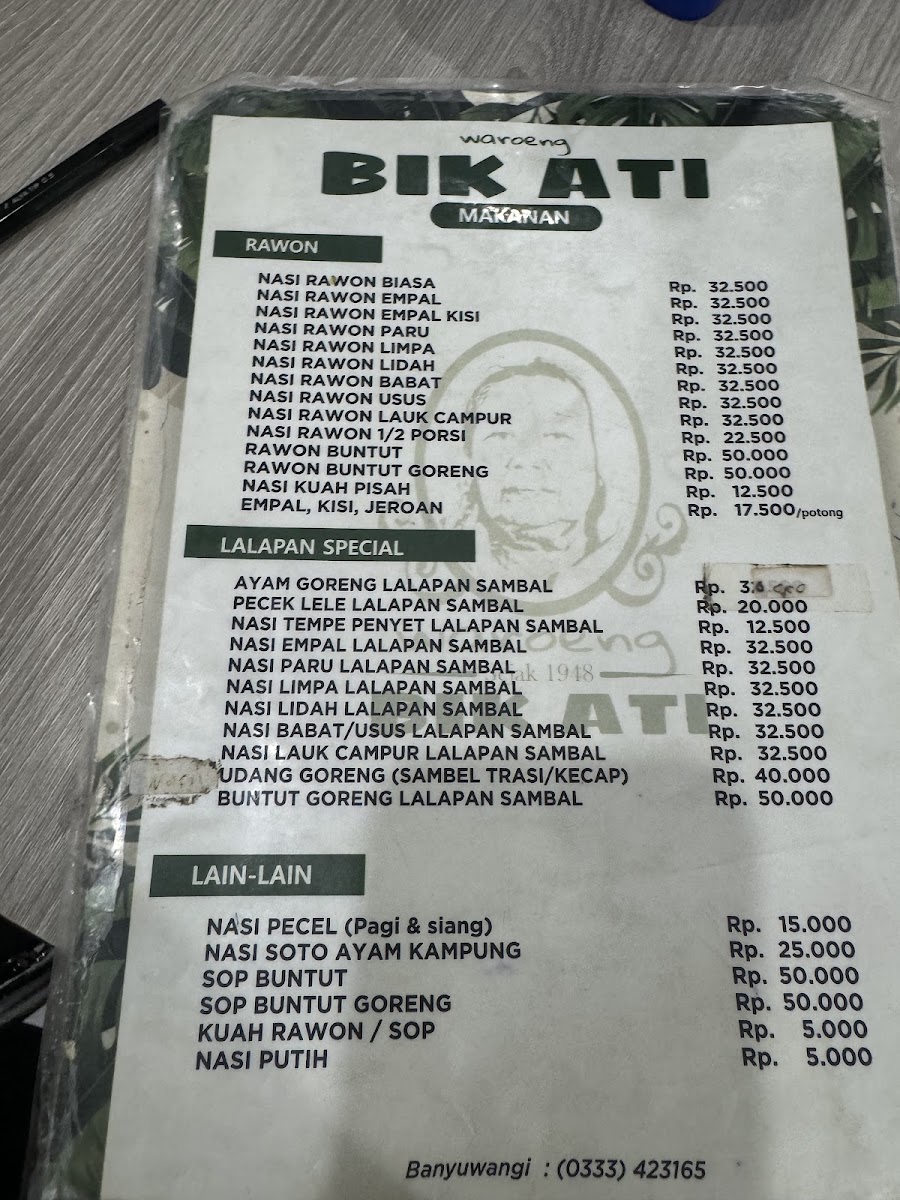 waroeng
BIK ATI
MAKANAN
RAWON
NASI RAWON BIASA Rp. 32.500
NASI RAWON EMPAL Rp. 32.500
NASI RAWON EMPAL KISI Rp. 32.500
NASI RAWON PARU Rp. 32.500
NASI RAWON LIMPA Rp. 32.500
NASI RAWON LIDAH Rp. 32.500
NASI RAWON BABAT Rp. 32.500
NASI RAWON USUS Rp. 32.500
NASI RAWON LAUK CAMPUR Rp. 32.500
NASI RAWON 1/2 PORSI Rp. 22.500
RAWON BUNTUT Rp. 50.000
RAWON BUNTUT GORENG Rp. 50.000
NASI KUAH PISAH Rp. 12.500
EMPAL, KISI, JEROAN Rp. 17.500/potong
LALAPAN SPECIAL
AYAM GORENG LALAPAN SAMBAL Rp.
PECEK LELE LALAPAN SAMBAL Rp. 20.000
NASI TEMPE PENYET LALAPAN SAMBAL Rp. 12.500
NASI EMPAL LALAPAN SAMBAL Rp. 32.500
NASI PARU LALAPAN SAMBAL Rp. 32.500
NASI LIMPA LALAPAN SAMBAL Rp. 32.500
NASI LIDAH LALAPAN SAMBAL Rp. 32.500
NASI BABAT/USUS LALAPAN SAMBAL Rp. 32.500
NASI LAUK CAMPUR LALAPAN SAMBAL Rp. 32.500
UDANG GORENG (SAMBEL TRASI/KECAP) Rp. 40.000
BUNTUT GORENG LALAPAN SAMBAL Rp. 50.000
waroeng
Sejak 1948
BIK ATI
LAIN-LAIN
NASI PECEL (Pagi & siang) Rp. 15.000
NASI SOTO AYAM KAMPUNG Rp. 25.000
SOP BUNTUT Rp. 50.000
SOP BUNTUT GORENG Rp. 50.000
KUAH RAWON / SOP Rp. 5.000
NASI PUTIH Rp. 5.000
Banyuwangi : (0333) 423165